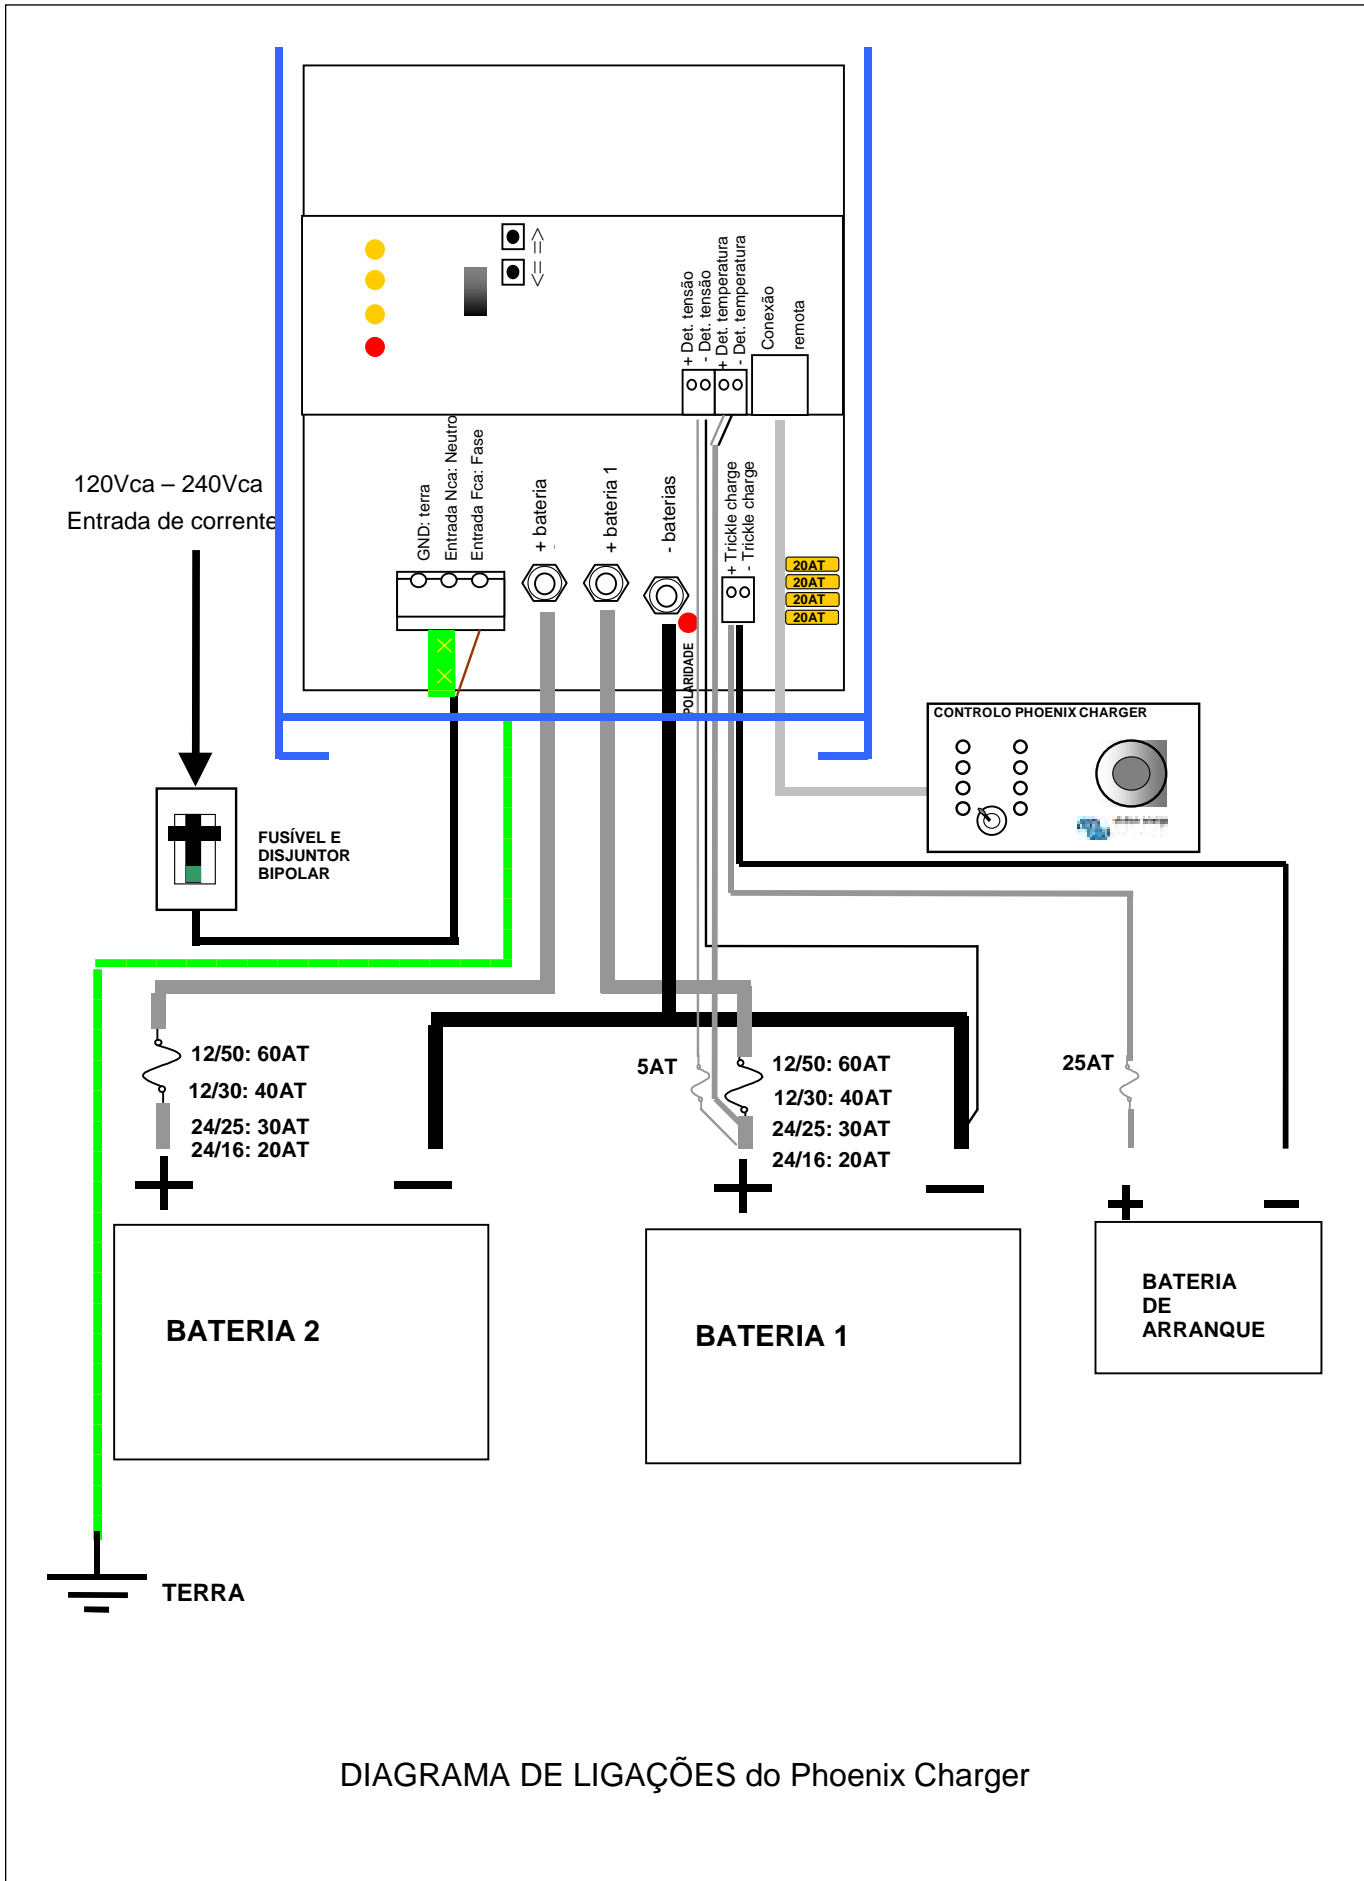 + Det. tensão
- Det. tensão
+ Det. temperatura
- Det. temperatura
Conexão
remota
120Vca – 240Vca
Entrada de corrente
GND: terra
Entrada Nca: Neutro
Entrada Fca: Fase
+ bateria
+ bateria 1
- baterias
+ Trickle charge
- Trickle charge
20AT
20AT
20AT
20AT
POLARIDADE
CONTROLO PHOENIX CHARGER
FUSÍVEL E
DISJUNTOR
BIPOLAR
12/50: 60AT
12/30: 40AT
24/25: 30AT
24/16: 20AT
5AT
12/50: 60AT
12/30: 40AT
24/25: 30AT
24/16: 20AT
25AT
BATERIA 2
BATERIA 1
BATERIA
DE
ARRANQUE
TERRA
DIAGRAMA DE LIGAÇÕES do Phoenix Charger